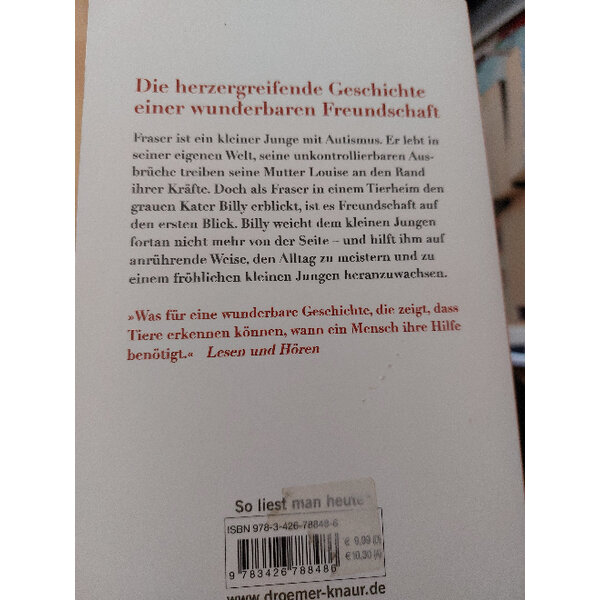 Die herzergreifende Geschichte
einer wunderbaren Freundschaft
Fraser ist ein kleiner Junge mit Autismus. Er lebt in
seiner eigenen Welt, seine unkontrollierbaren Aus-
brüche treiben seine Mutter Louise an den Rand
ihrer Kräfte. Doch als Fraser in einem Tierheim den
grauen Kater Billy erblickt, ist es Freundschaft auf
den ersten Blick. Billy weicht dem kleinen Jungen
fortan nicht mehr von der Seite – und hilft ihm auf
anrührende Weise, den Alltag zu meistern und zu
einem fröhlichen kleinen Jungen heranzuwachsen.
»Was für eine wunderbare Geschichte, die zeigt, dass
Tiere erkennen können, wann ein Mensch ihre Hilfe
benötigt.« Lesen und Hören
So liest man heute
ISBN 978-3-426-78848-6
€ 9,99 (D)
€ 10,30 (A)
9 783426 788486
www.droemer-knaur.de